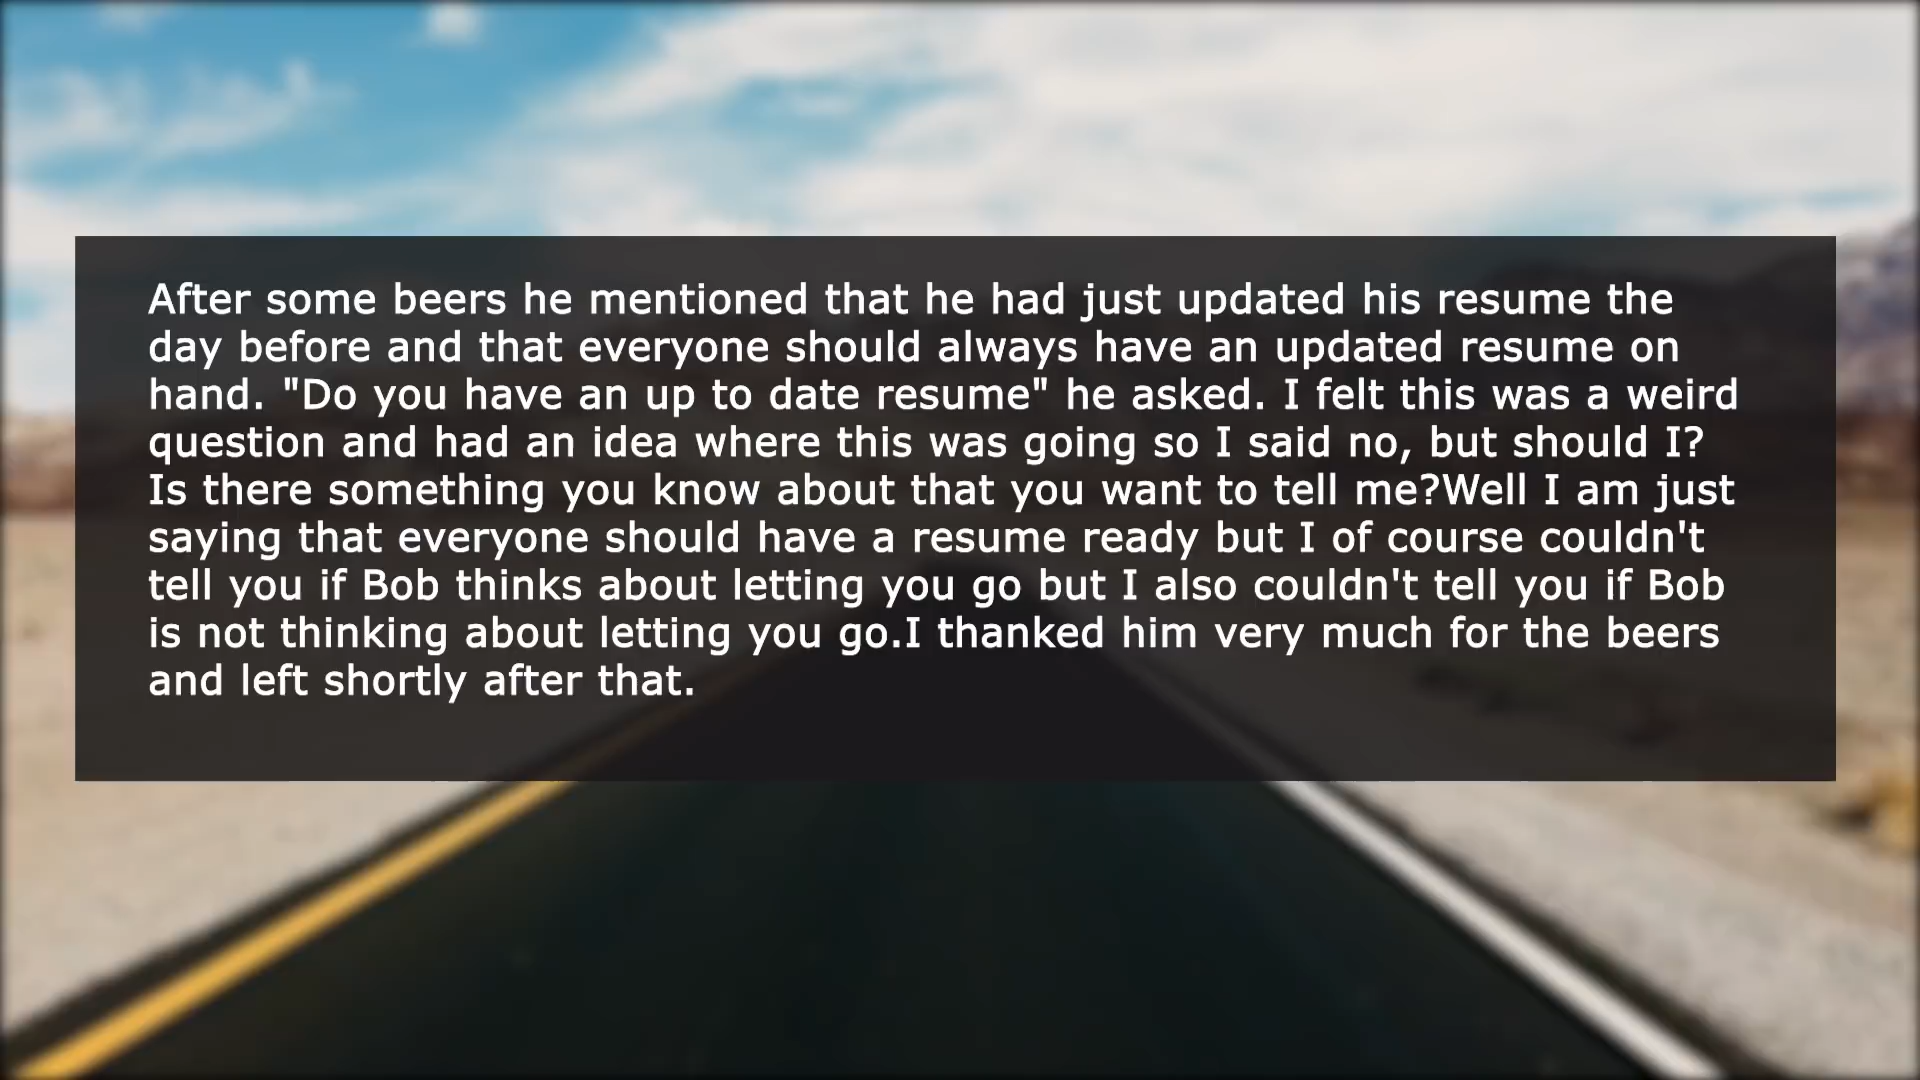 After some beers he mentioned that he had just updated his resume the
day before and that everyone should always have an updated resume on
hand. "Do you have an up to date resume" he asked. I felt this was a weird
question and had an idea where this was going so I said no, but should I?
Is there something you know about that you want to tell me?Well I am just
saying that everyone should have a resume ready but I of course couldn't
tell you if Bob thinks about letting you go but I also couldn't tell you if Bob
is not thinking about letting you go.I thanked him very much for the beers
and left shortly after that.